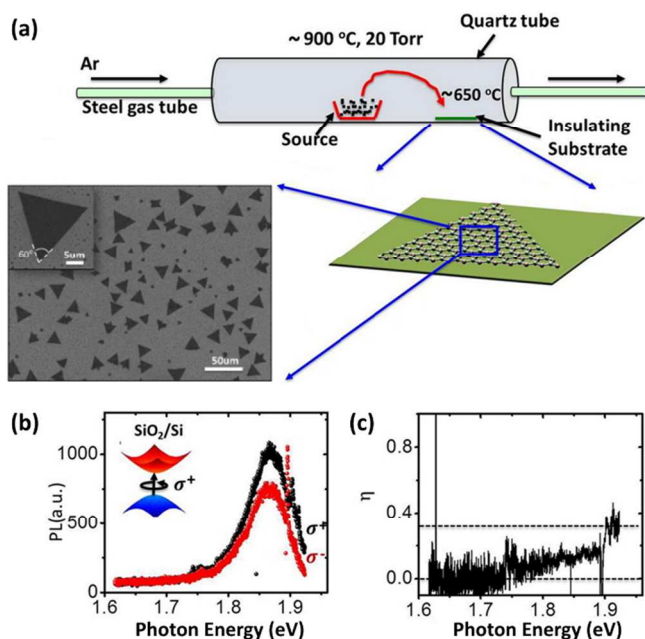 (a)
~ 900 °C, 20 Torr
Quartz tube
Ar
Steel gas tube
~650 °C
Source
Insulating
Substrate
60°
5um
50um
(b)
SiO₂/Si
σ⁺
1000
500
0
PL(a.u.)
σ⁺
σ⁻
1.6 1.7 1.8 1.9
Photon Energy (eV)
(c)
0.8
0.4
0.0
η
1.6 1.7 1.8 1.9
Photon Energy (eV)